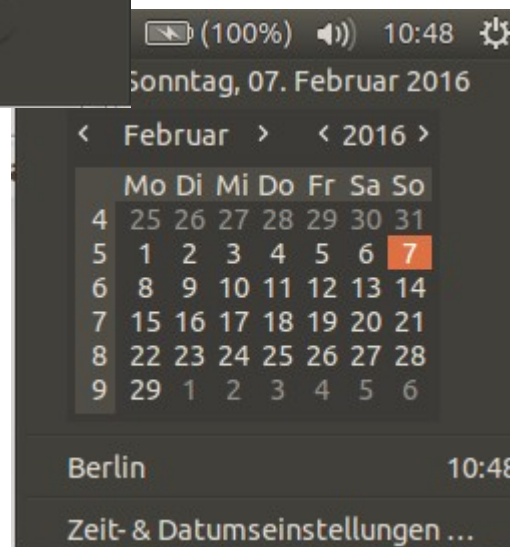 (100%) 10:48
Sonntag, 07. Februar 2016
< Februar > < 2016 >
Mo Di Mi Do Fr Sa So
4 25 26 27 28 29 30 31
5 1 2 3 4 5 6 7
6 8 9 10 11 12 13 14
7 15 16 17 18 19 20 21
8 22 23 24 25 26 27 28
9 29 1 2 3 4 5 6
Berlin 10:48
Zeit- & Datumseinstellungen ...